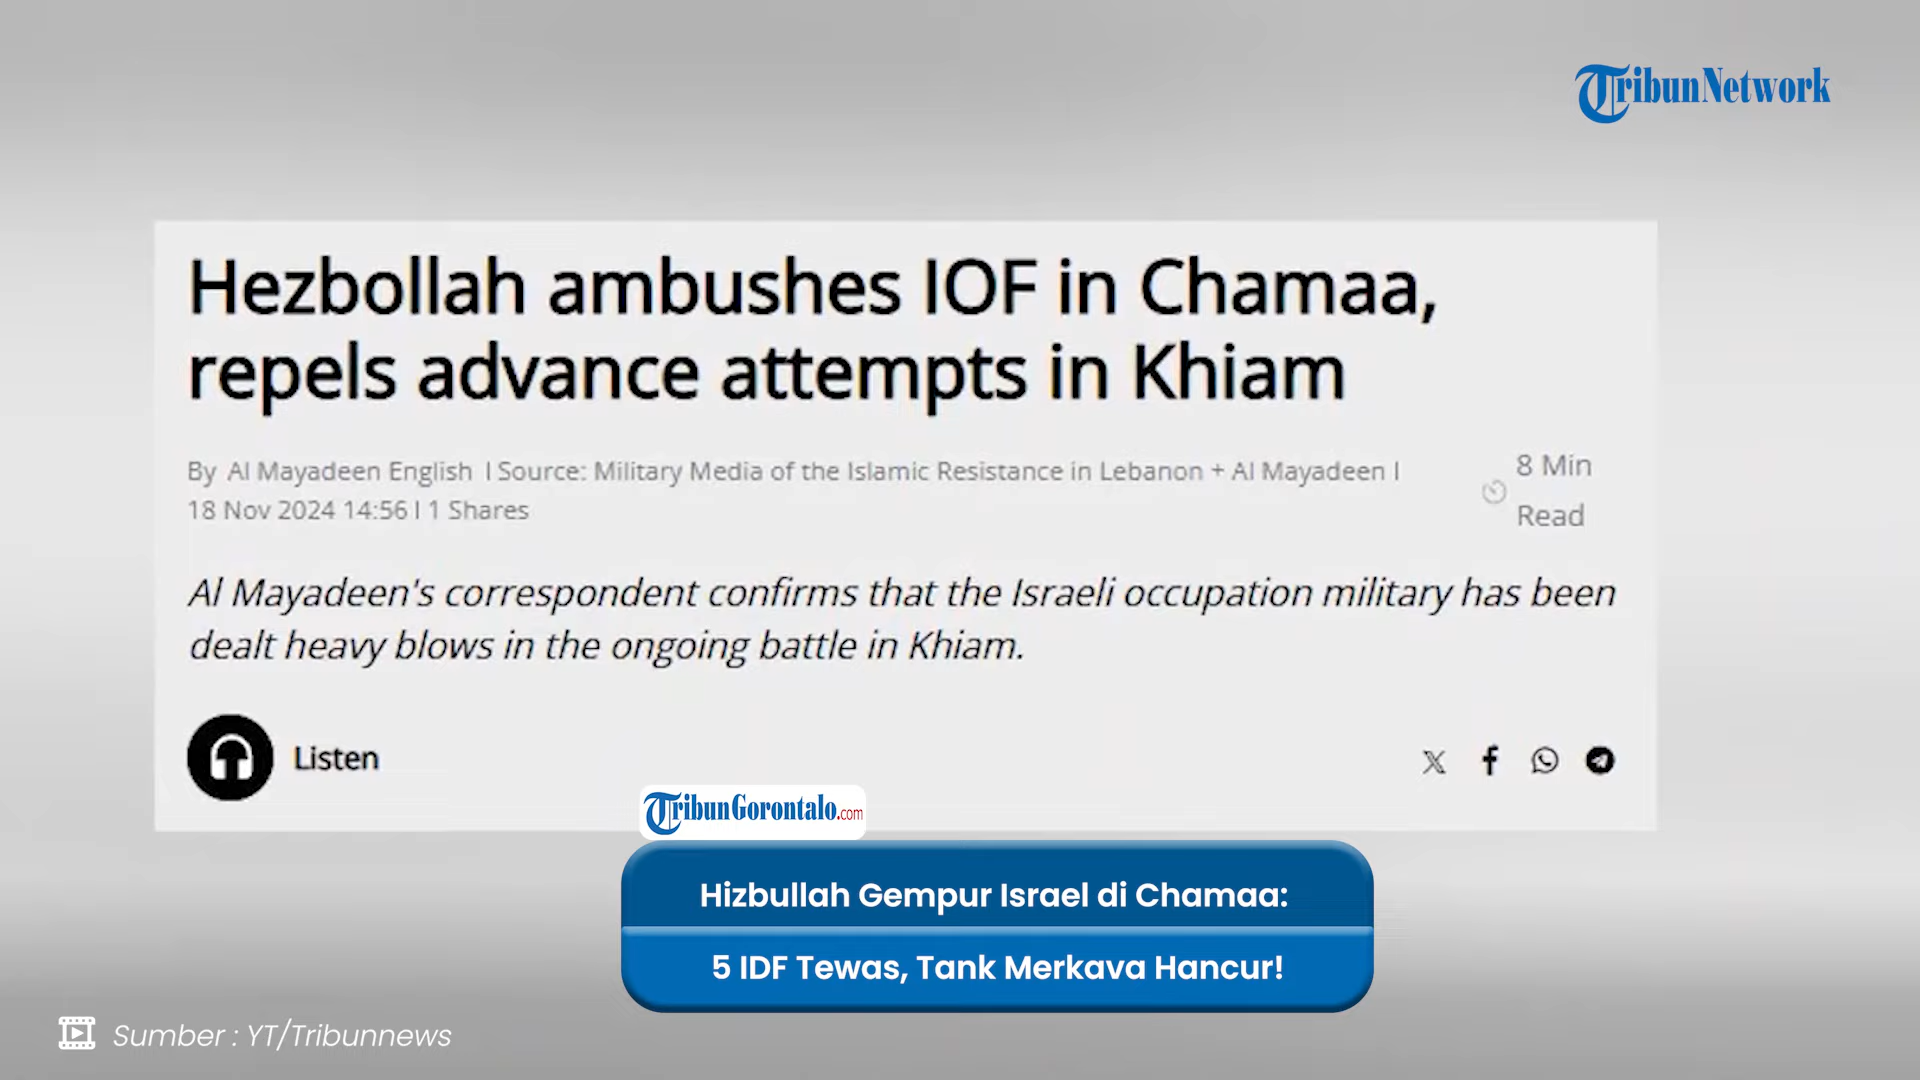 TribunNetwork
Hezbollah ambushes IOF in Chamaa,
repels advance attempts in Khiam
By Al Mayadeen English | Source: Military Media of the Islamic Resistance in Lebanon + Al Mayadeen |
18 Nov 2024 14:56 | 1 Shares
8 Min
Read
Al Mayadeen's correspondent confirms that the Israeli occupation military has been
dealt heavy blows in the ongoing battle in Khiam.
Listen
TribunGorontalo.com
Hizbullah Gempur Israel di Chamaa:
5 IDF Tewas, Tank Merkava Hancur!
Sumber : YT/Tribunnews